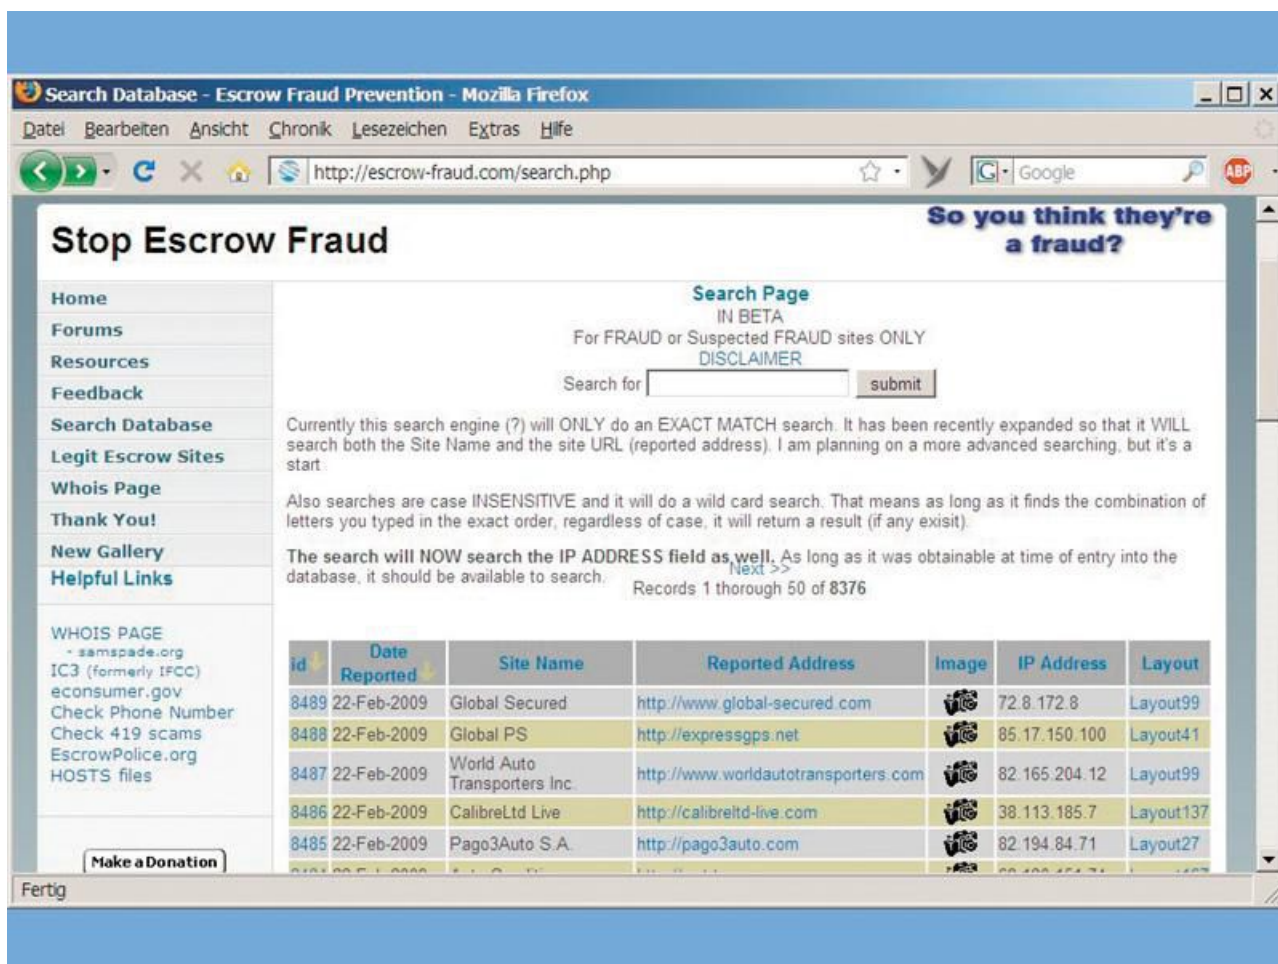 Search Database - Escrow Fraud Prevention - Mozilla Firefox
Datei Bearbeiten Ansicht Chronik Lesezeichen Extras Hilfe
http://escrow-fraud.com/search.php
G Google
ABP
Stop Escrow Fraud
So you think they're
a fraud?
Home
Forums
Resources
Feedback
Search Database
Legit Escrow Sites
Whois Page
Thank You!
New Gallery
Helpful Links
WHOIS PAGE
- samspade.org
IC3 (formerly IFCC)
econsumer.gov
Check Phone Number
Check 419 scams
EscrowPolice.org
HOSTS files
Make a Donation
Search Page
IN BETA
For FRAUD or Suspected FRAUD sites ONLY
DISCLAIMER
Search for submit
Currently this search engine (?) will ONLY do an EXACT MATCH search. It has been recently expanded so that it WILL
search both the Site Name and the site URL (reported address). I am planning on a more advanced searching, but it's a
start
Also searches are case INSENSITIVE and it will do a wild card search. That means as long as it finds the combination of
letters you typed in the exact order, regardless of case, it will return a result (if any exisit).
The search will NOW search the IP ADDRESS field as well. As long as it was obtainable at time of entry into the
database, it should be available to search.
Next >>
Records 1 thorough 50 of 8376
id Date Reported Site Name Reported Address Image IP Address Layout
8489 22-Feb-2009 Global Secured http://www.global-secured.com 72.8.172.8 Layout99
8488 22-Feb-2009 Global PS http://expressgps.net 85.17.150.100 Layout41
8487 22-Feb-2009 World Auto Transporters Inc. http://www.worldautotransporters.com 82.165.204.12 Layout99
8486 22-Feb-2009 CalibreLtd Live http://calibreltd-live.com 38.113.185.7 Layout137
8485 22-Feb-2009 Pago3Auto S.A. http://pago3auto.com 82.194.84.71 Layout27
Fertig